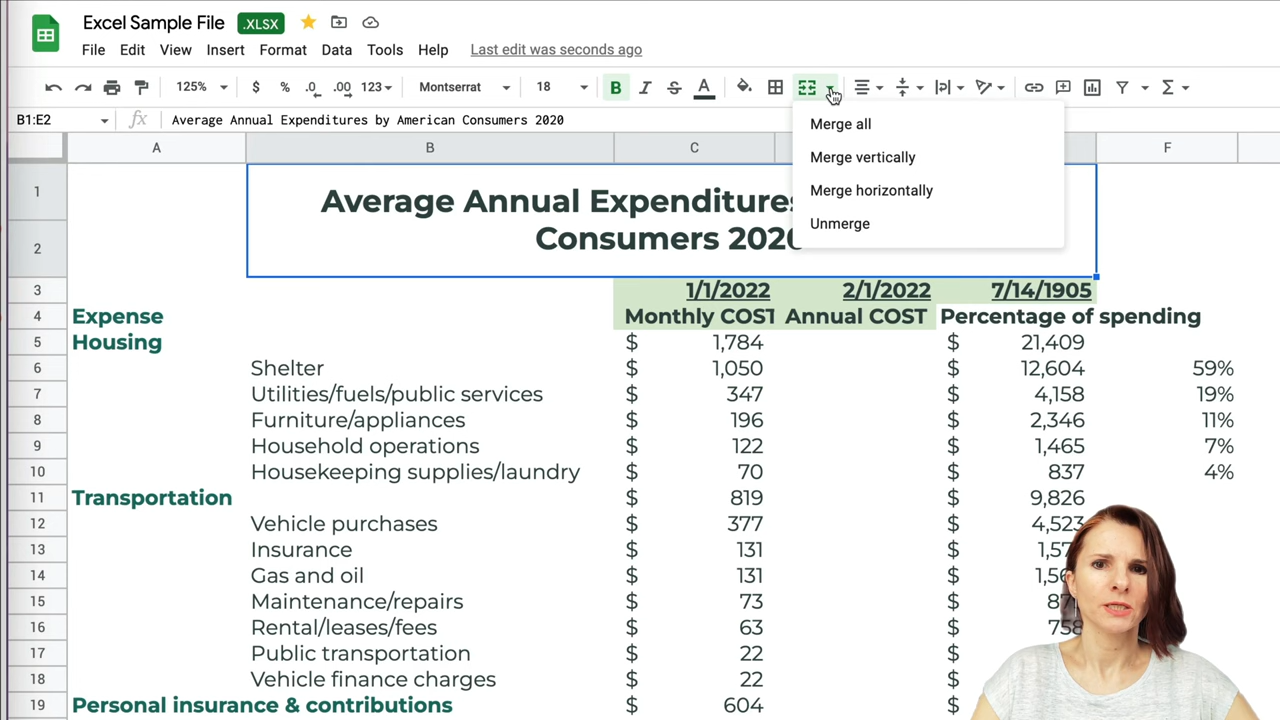 Excel Sample File .XLSX
File Edit View Insert Format Data Tools Help Last edit was seconds ago
125% $ % .0 .00 123 Montserrat 18 B I S A
B1:E2 fx Average Annual Expenditures by American Consumers 2020
Merge all
Merge vertically
Merge horizontally
Unmerge
A B C F
1 Average Annual Expenditures
2 Consumers 2020
3 1/1/2022 2/1/2022 7/14/1905
4 Expense Monthly COST Annual COST Percentage of spending
5 Housing $ 1,784 $ 21,409
6 Shelter $ 1,050 $ 12,604 59%
7 Utilities/fuels/public services $ 347 $ 4,158 19%
8 Furniture/appliances $ 196 $ 2,346 11%
9 Household operations $ 122 $ 1,465 7%
10 Housekeeping supplies/laundry $ 70 $ 837 4%
11 Transportation $ 819 $ 9,826
12 Vehicle purchases $ 377 $ 4,523
13 Insurance $ 131 $
14 Gas and oil $ 131 $
15 Maintenance/repairs $ 73 $
16 Rental/leases/fees $ 63 $ 758
17 Public transportation $ 22 $
18 Vehicle finance charges $ 22 $
19 Personal insurance & contributions $ 604 $